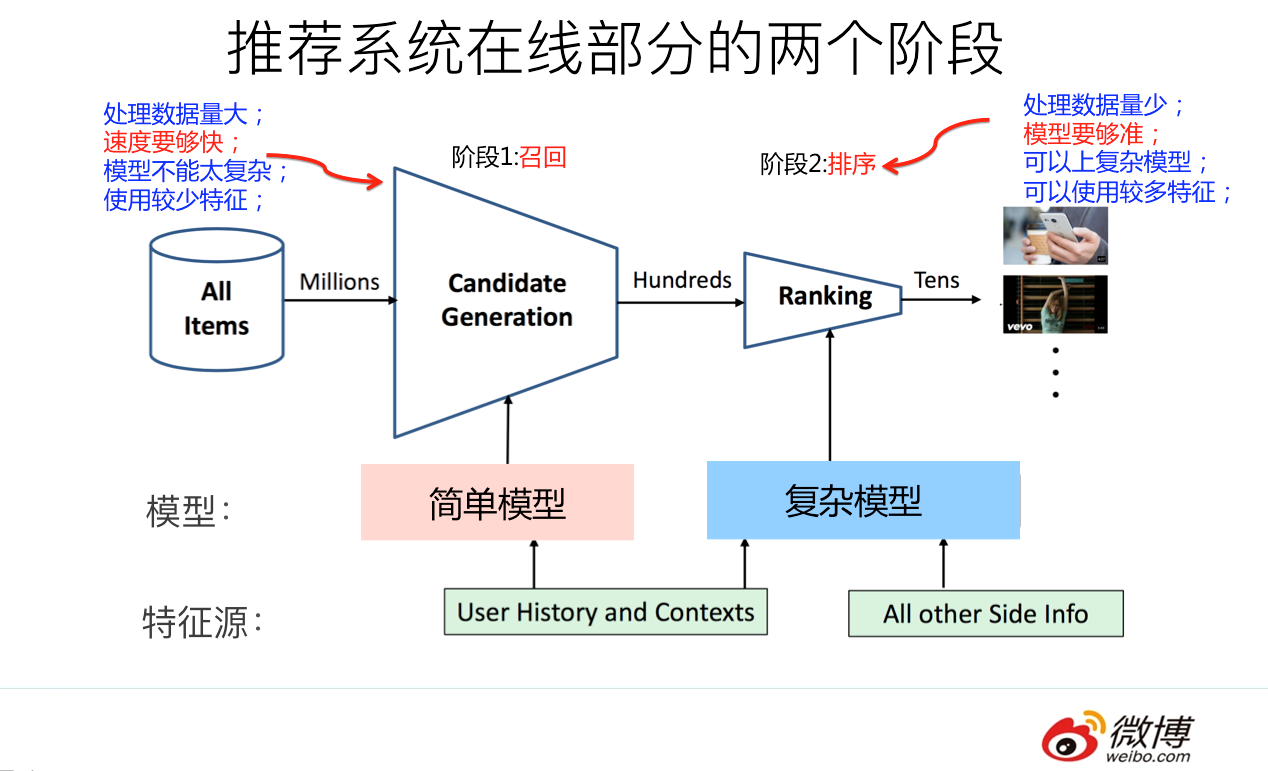 推荐系统在线部分的两个阶段
处理数据量大；
速度要够快；
模型不能太复杂；
使用较少特征；
阶段1:召回
阶段2:排序
处理数据量少；
模型要够准；
可以上复杂模型；
可以使用较多特征；
All
Items
Millions
Candidate
Generation
Hundreds
Ranking
Tens
vevo
模型：
简单模型
复杂模型
特征源：
User History and Contexts
All other Side Info
微博
weibo.com